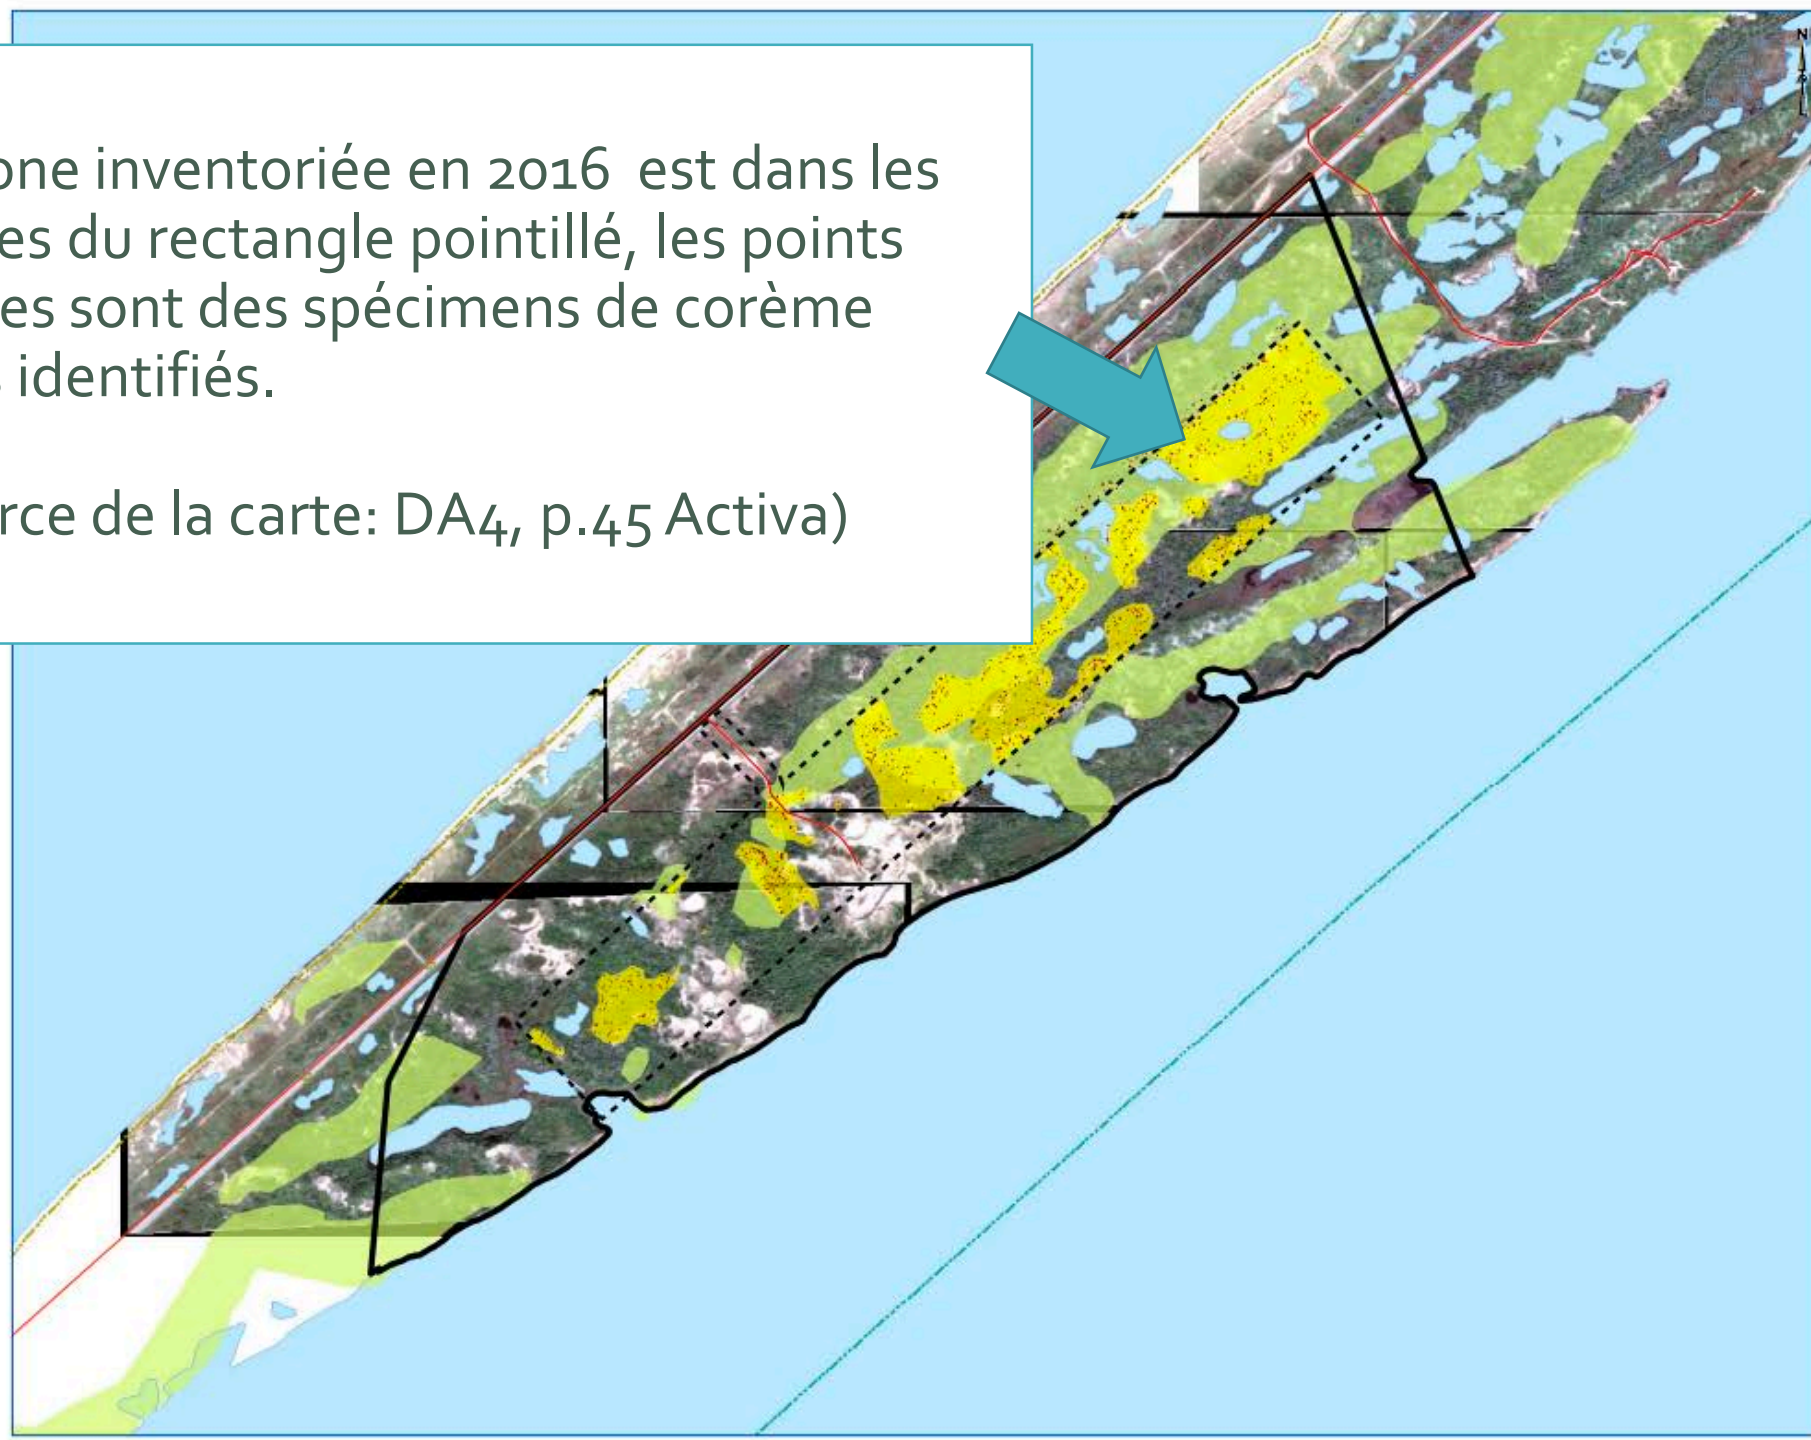 one inventoriée en 2016 est dans les
es du rectangle pointillé, les points
es sont des spécimens de corème
identifiés.
rce de la carte: DA4, p.45 Activa)
N